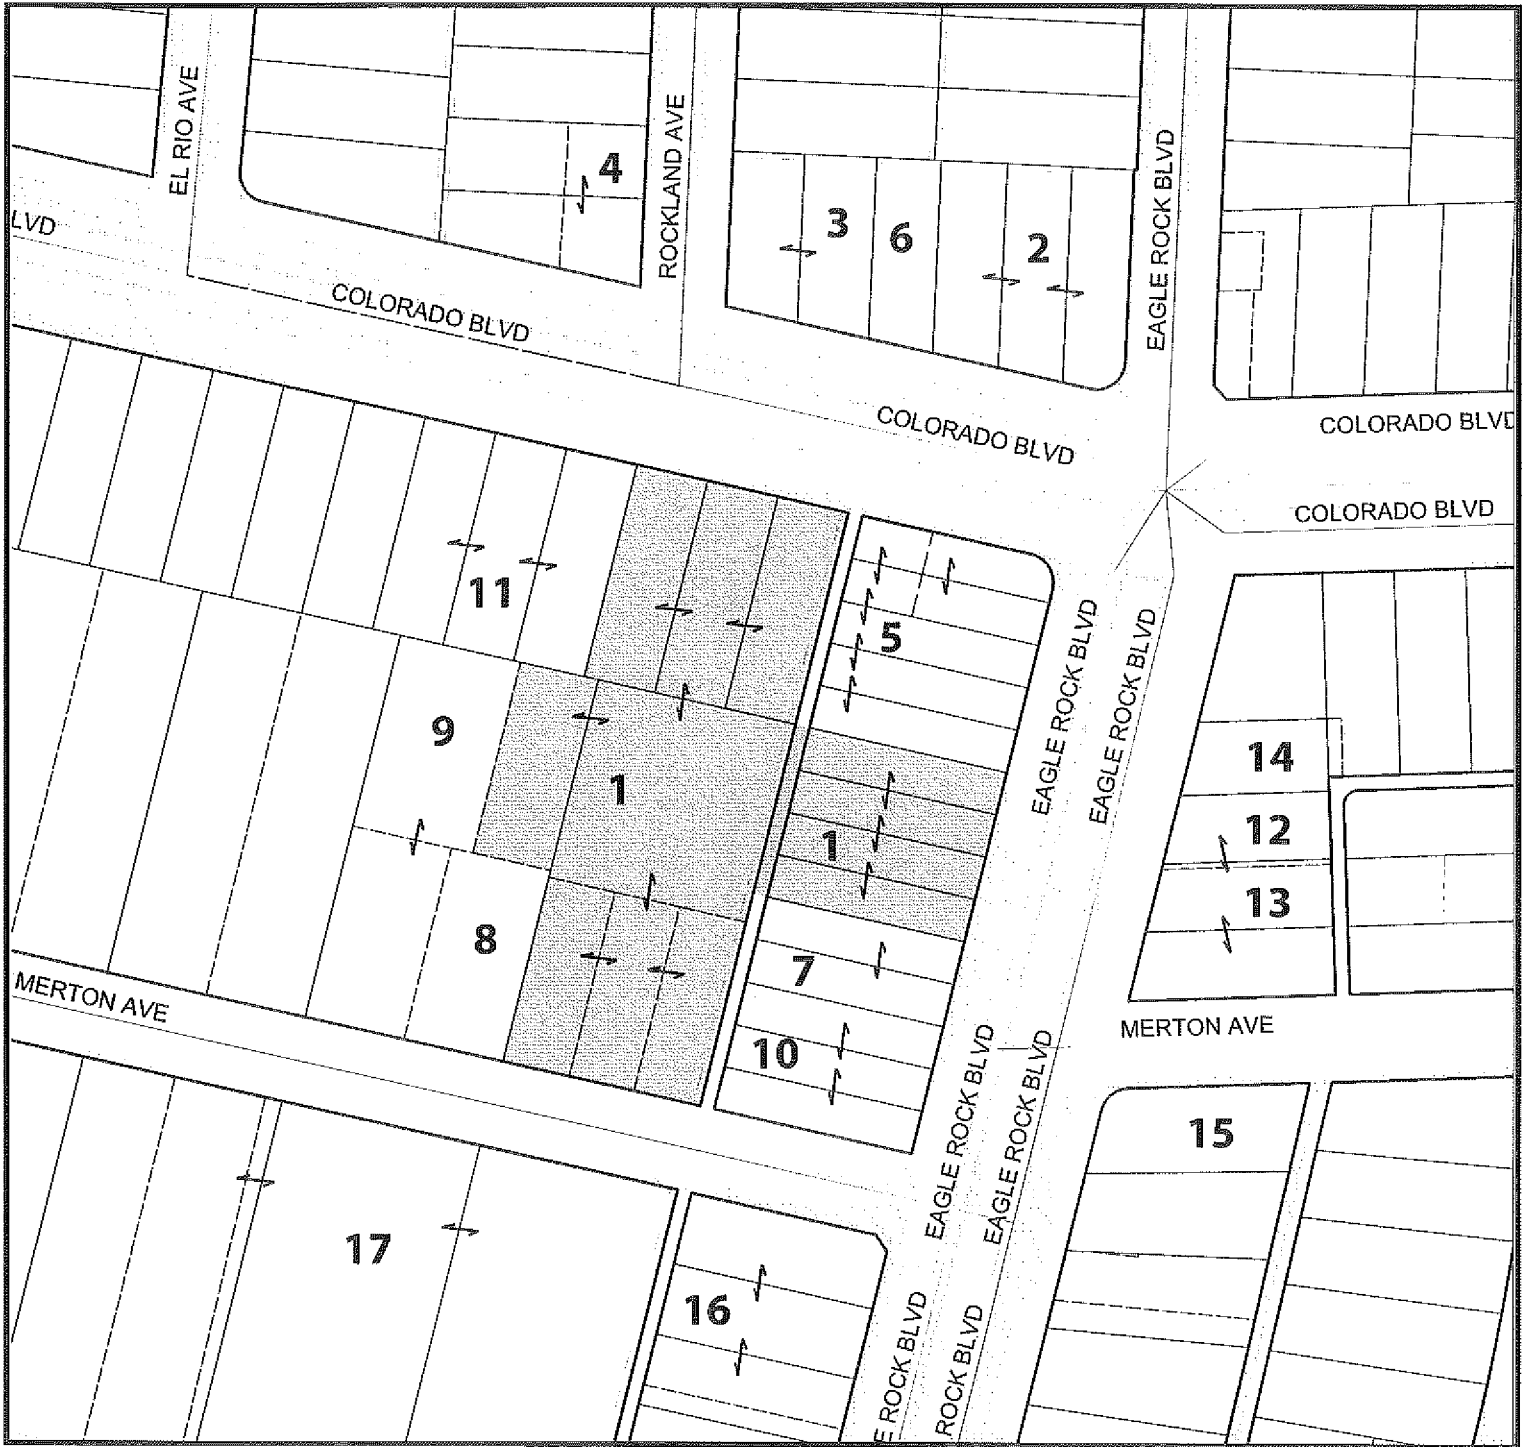 EL RIO AVE
ROCKLAND AVE
EAGLE ROCK BLVD
4
3
6
2
LVD
COLORADO BLVD
COLORADO BLVD
COLORADO BLVD
COLORADO BLVD
11
5
EAGLE ROCK BLVD
EAGLE ROCK BLVD
9
1
1
14
12
13
8
7
10
MERTON AVE
MERTON AVE
EAGLE ROCK BLVD
EAGLE ROCK BLVD
15
17
16
E ROCK BLVD
ROCK BLVD